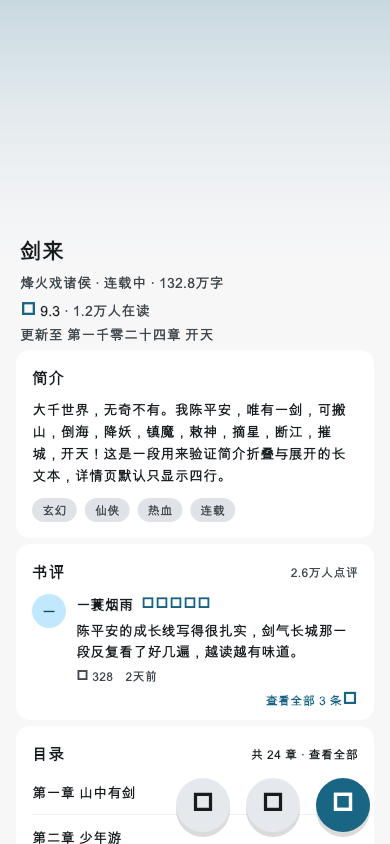 剑来
烽火戏诸侯 · 连载中 · 132.8万字
9.3 · 1.2万人在读
更新至 第一千零二十四章 开天
简介
大千世界，无奇不有。我陈平安，唯有一剑，可搬
山，倒海，降妖，镇魔，敕神，摘星，断江，摧
城，开天！这是一段用来验证简介折叠与展开的长
文本，详情页默认只显示四行。
玄幻 仙侠 热血 连载
书评 2.6万人点评
一 一蓑烟雨
陈平安的成长线写得很扎实，剑气长城那一
段反复看了好几遍，越读越有味道。
328 2天前
查看全部 3 条
目录 共 24 章 · 查看全部
第一章 山中有剑
第二章 少年游